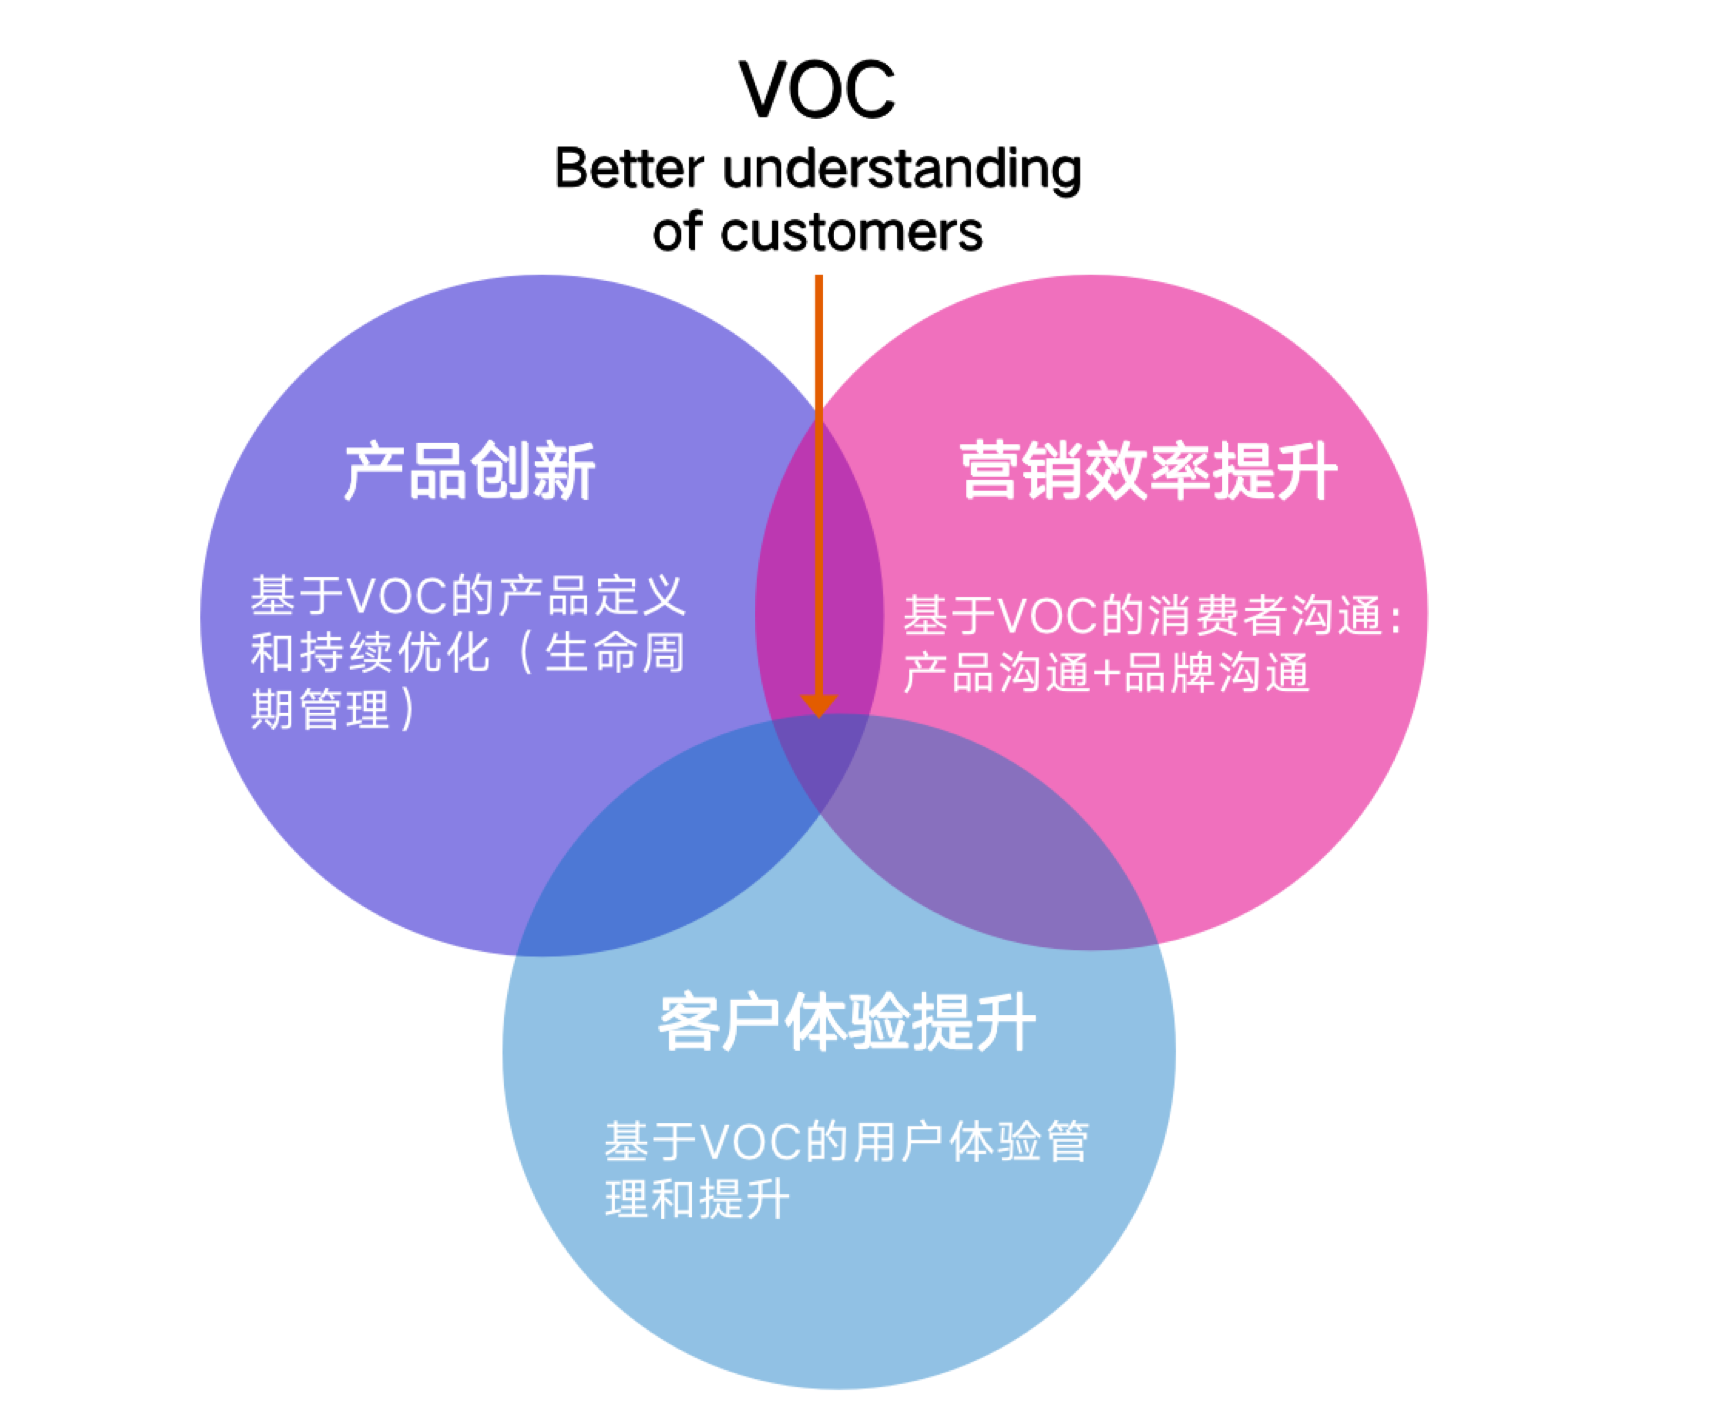 VOC
Better understanding
of customers
产品创新
基于VOC的产品定义
和持续优化（生命周
期管理）
营销效率提升
基于VOC的消费者沟通：
产品沟通+品牌沟通
客户体验提升
基于VOC的用户体验管
理和提升